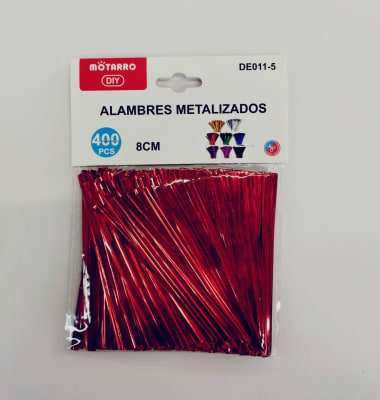 MOTARRO
DIY
DE011-5
ALAMBRES METALIZADOS
400
PCS
8CM